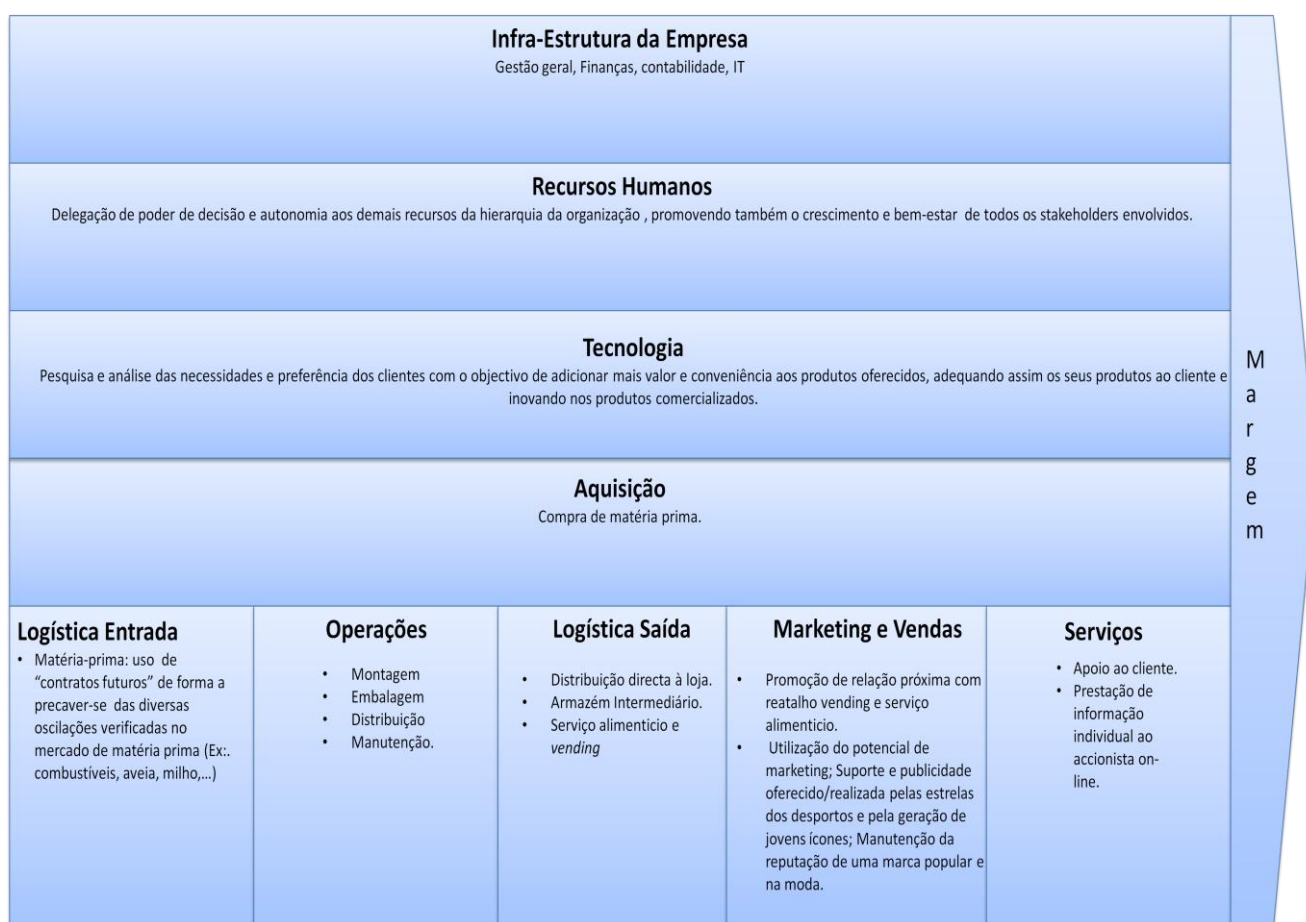 Infra-Estrutura da Empresa
Gestão geral, Finanças, contabilidade, IT
Recursos Humanos
Delegação de poder de decisão e autonomia aos demais recursos da hierarquia da organização , promovendo também o crescimento e bem-estar de todos os stakeholders envolvidos.
Tecnologia
Pesquisa e análise das necessidades e preferência dos clientes com o objectivo de adicionar mais valor e conveniência aos produtos oferecidos, adequando assim os seus produtos ao cliente e
inovando nos produtos comercializados.
Aquisição
Compra de matéria prima.
Logística Entrada
• Matéria-prima: uso de
“contratos futuros” de forma a
precaver-se das diversas
oscilações verificadas no
mercado de matéria prima (Ex:.
combustíveis, aveia, milho,...)
Operações
• Montagem
• Embalagem
• Distribuição
• Manutenção.
Logística Saída
• Distribuição directa à loja.
• Armazém Intermediário.
• Serviço alimenticio e
vending
Marketing e Vendas
• Promoção de relação próxima com
reatalho vending e serviço
alimenticio.
• Utilização do potencial de
marketing; Suporte e publicidade
oferecido/realizada pelas estrelas
dos desportos e pela geração de
jovens ícones; Manutenção da
reputação de uma marca popular e
na moda.
Serviços
• Apoio ao cliente.
• Prestação de
informação
individual ao
accionista on-
line.
M
a
r
g
e
m